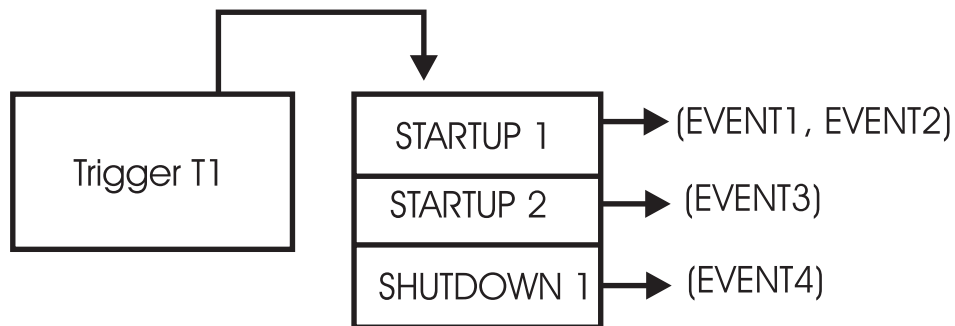 Trigger T1
STARTUP 1
(EVENT1, EVENT2)
STARTUP 2
(EVENT3)
SHUTDOWN 1
(EVENT4)